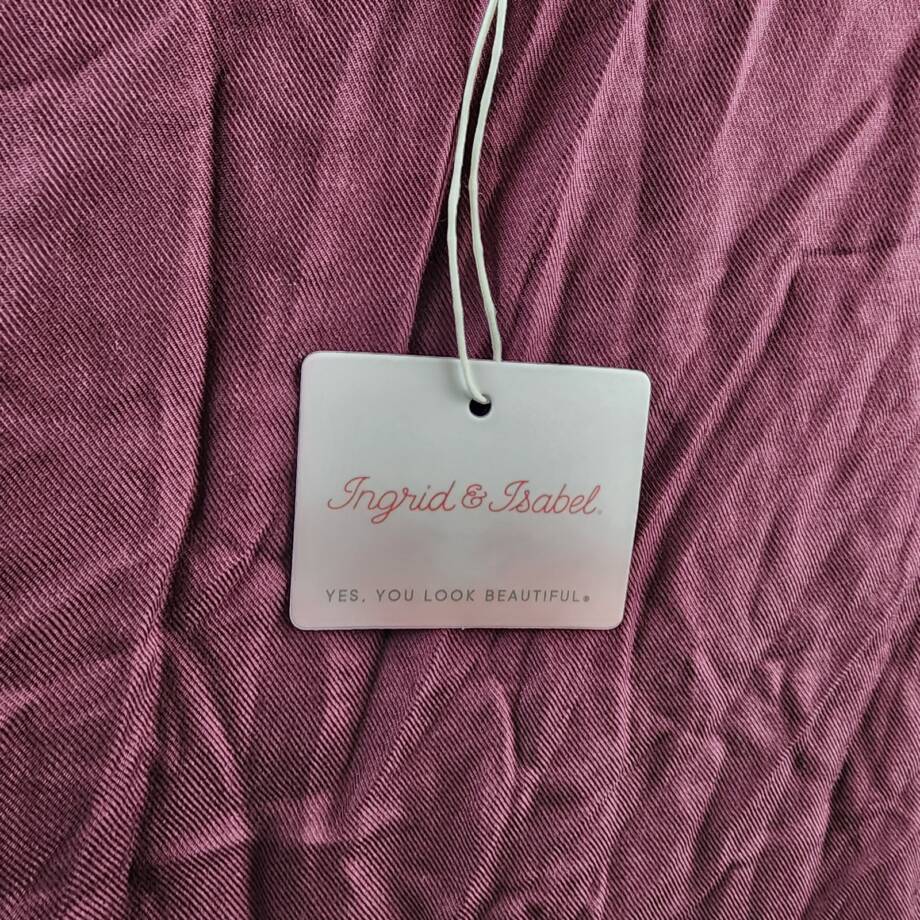 Ingrid & Isabel®
YES, YOU LOOK BEAUTIFUL®